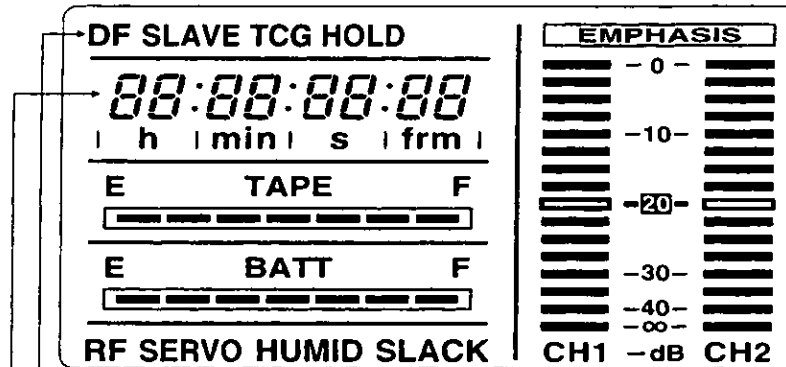 DF SLAVE TCG HOLD
88:88:88:88
h min s frm
E TAPE F
E BATT F
RF SERVO HUMID SLACK
EMPHASIS
- 0 -
-10-
-20-
-30-
-40-
-∞-
CH1 -dB CH2